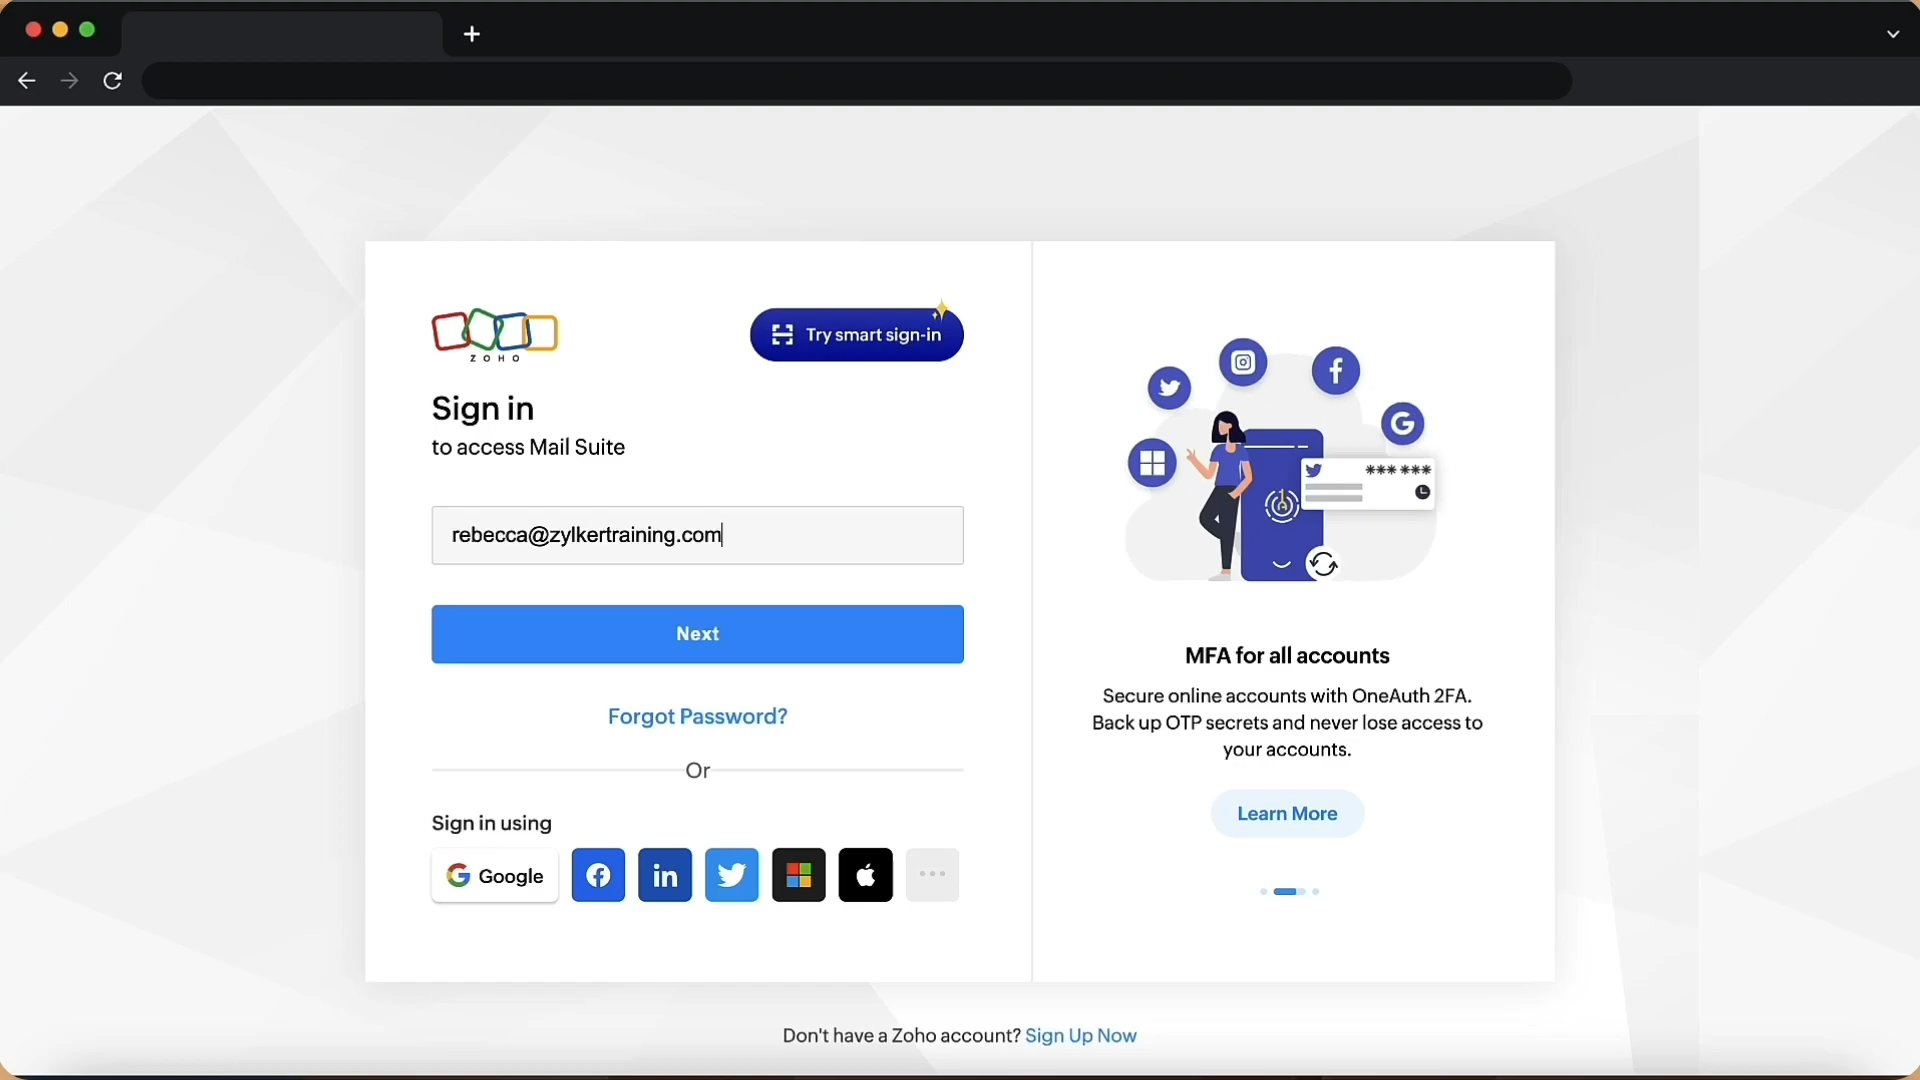 ZOHO
Try smart sign-in
Sign in
to access Mail Suite
rebecca@zylkertraining.com
Next
Forgot Password?
Or
Sign in using
Google
*** ***
MFA for all accounts
Secure online accounts with OneAuth 2FA.
Back up OTP secrets and never lose access to
your accounts.
Learn More
Don't have a Zoho account? Sign Up Now